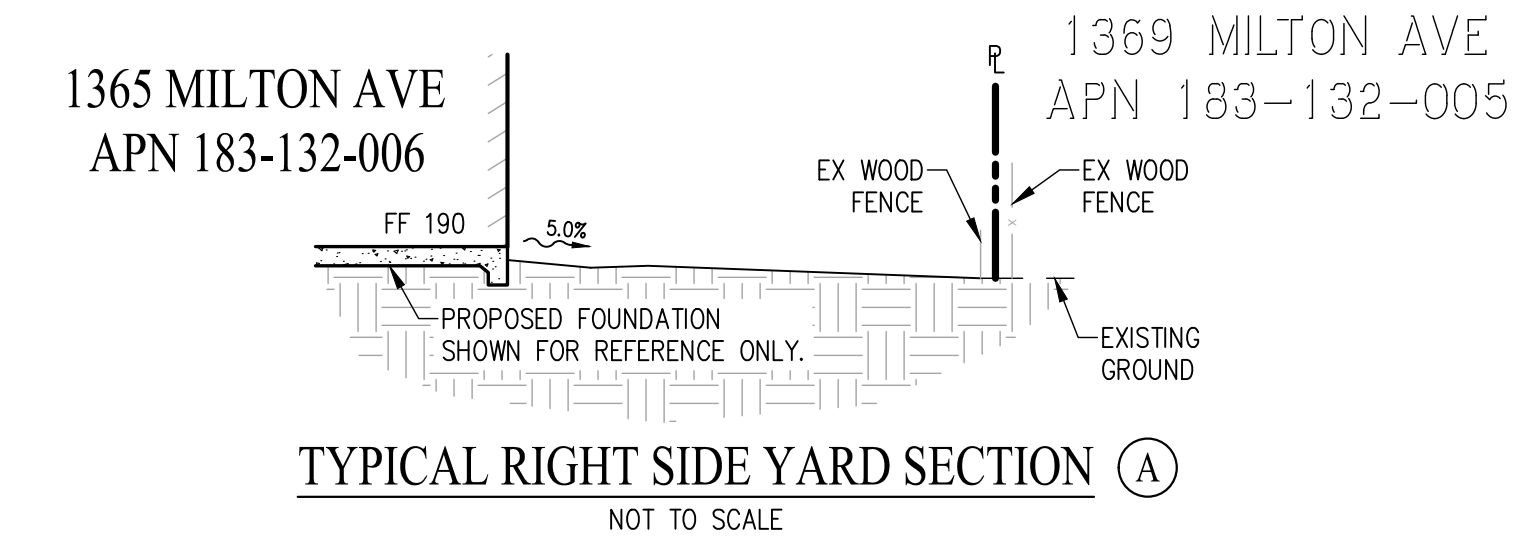 1365 MILTON AVE
APN 183-132-006
PL
1369 MILTON AVE
APN 183-132-005
EX WOOD
FENCE
EX WOOD
FENCE
FF 190
5.0%
x
PROPOSED FOUNDATION
SHOWN FOR REFERENCE ONLY.
EXISTING
GROUND
TYPICAL RIGHT SIDE YARD SECTION A
NOT TO SCALE